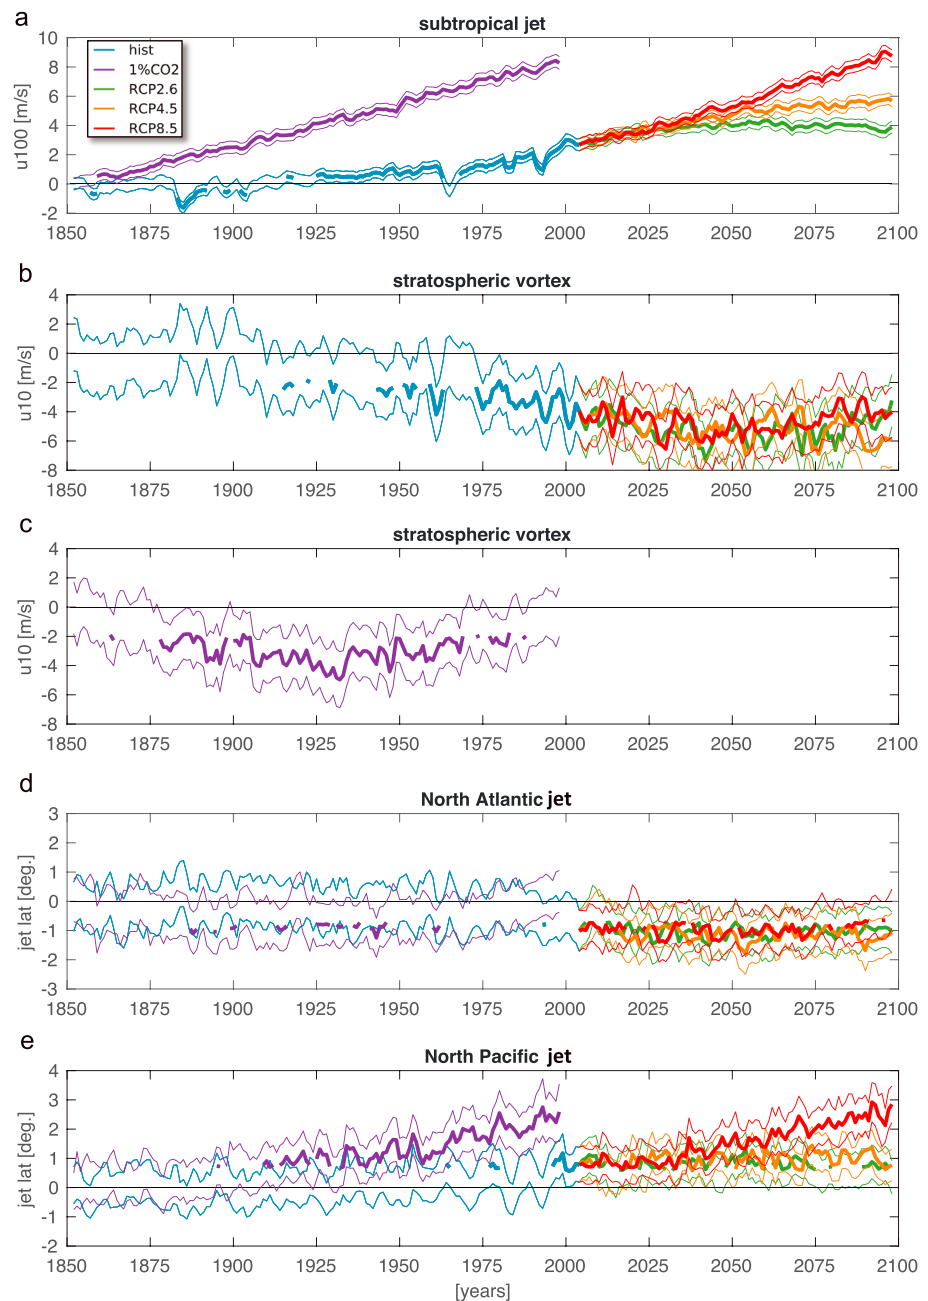 a
subtropical jet
hist
1%CO2
RCP2.6
RCP4.5
RCP8.5
u100 [m/s]
10
8
6
4
2
0
-2
1850 1875 1900 1925 1950 1975 2000 2025 2050 2075 2100
b
stratospheric vortex
u10 [m/s]
4
2
0
-2
-4
-6
-8
1850 1875 1900 1925 1950 1975 2000 2025 2050 2075 2100
c
stratospheric vortex
u10 [m/s]
4
2
0
-2
-4
-6
-8
1850 1875 1900 1925 1950 1975 2000 2025 2050 2075 2100
d
North Atlantic jet
jet lat [deg.]
3
2
1
0
-1
-2
-3
1850 1875 1900 1925 1950 1975 2000 2025 2050 2075 2100
e
North Pacific jet
jet lat [deg.]
4
3
2
1
0
-1
-2
1850 1875 1900 1925 1950 1975 2000 2025 2050 2075 2100
[years]